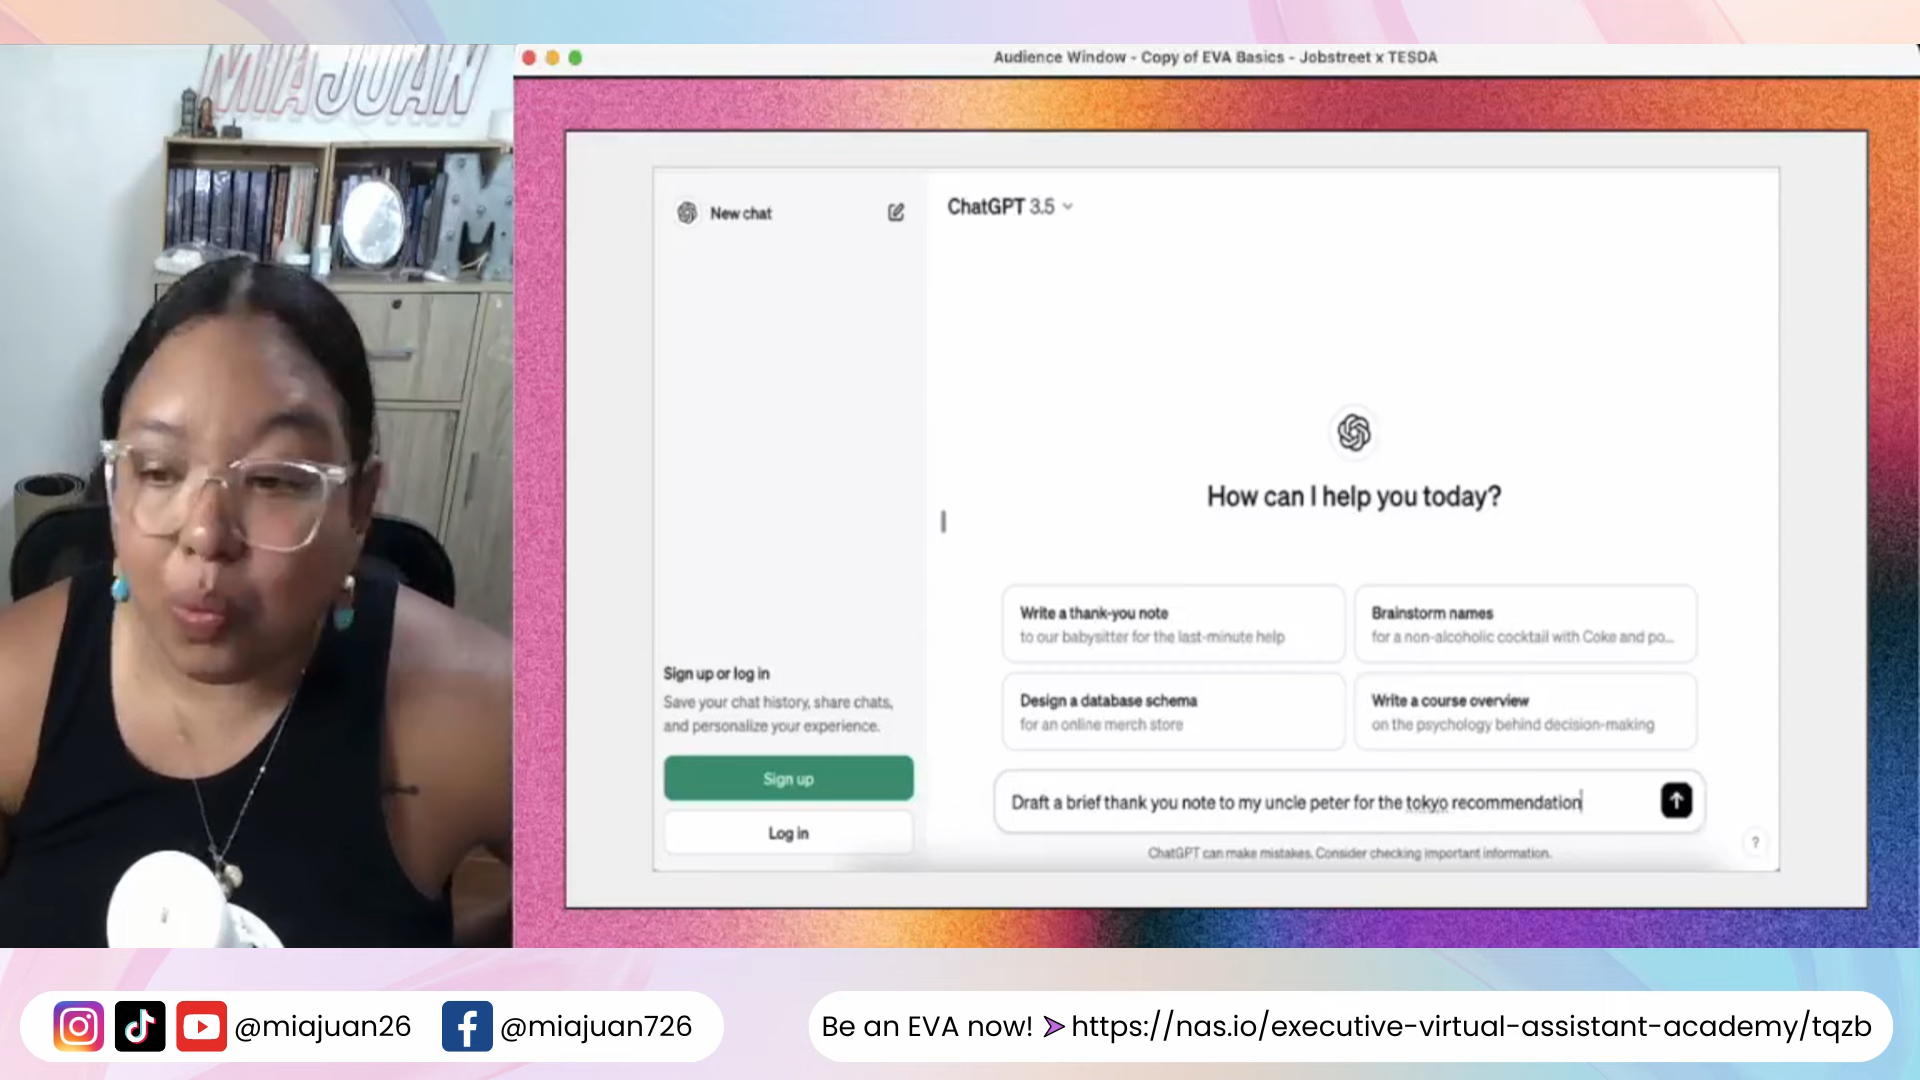 MIAJUAN
Audience Window - Copy of EVA Basics - Jobstreet x TESDA
New chat
ChatGPT 3.5
How can I help you today?
Write a thank-you note
to our babysitter for the last-minute help
Brainstorm names
for a non-alcoholic cocktail with Coke and po...
Design a database schema
for an online merch store
Write a course overview
on the psychology behind decision-making
Sign up or log in
Save your chat history, share chats,
and personalize your experience.
Sign up
Log in
Draft a brief thank you note to my uncle peter for the tokyo recommendation
ChatGPT can make mistakes. Consider checking important information.
?
@miajuan26
@miajuan726
Be an EVA now! ➤ https://nas.io/executive-virtual-assistant-academy/tqzb